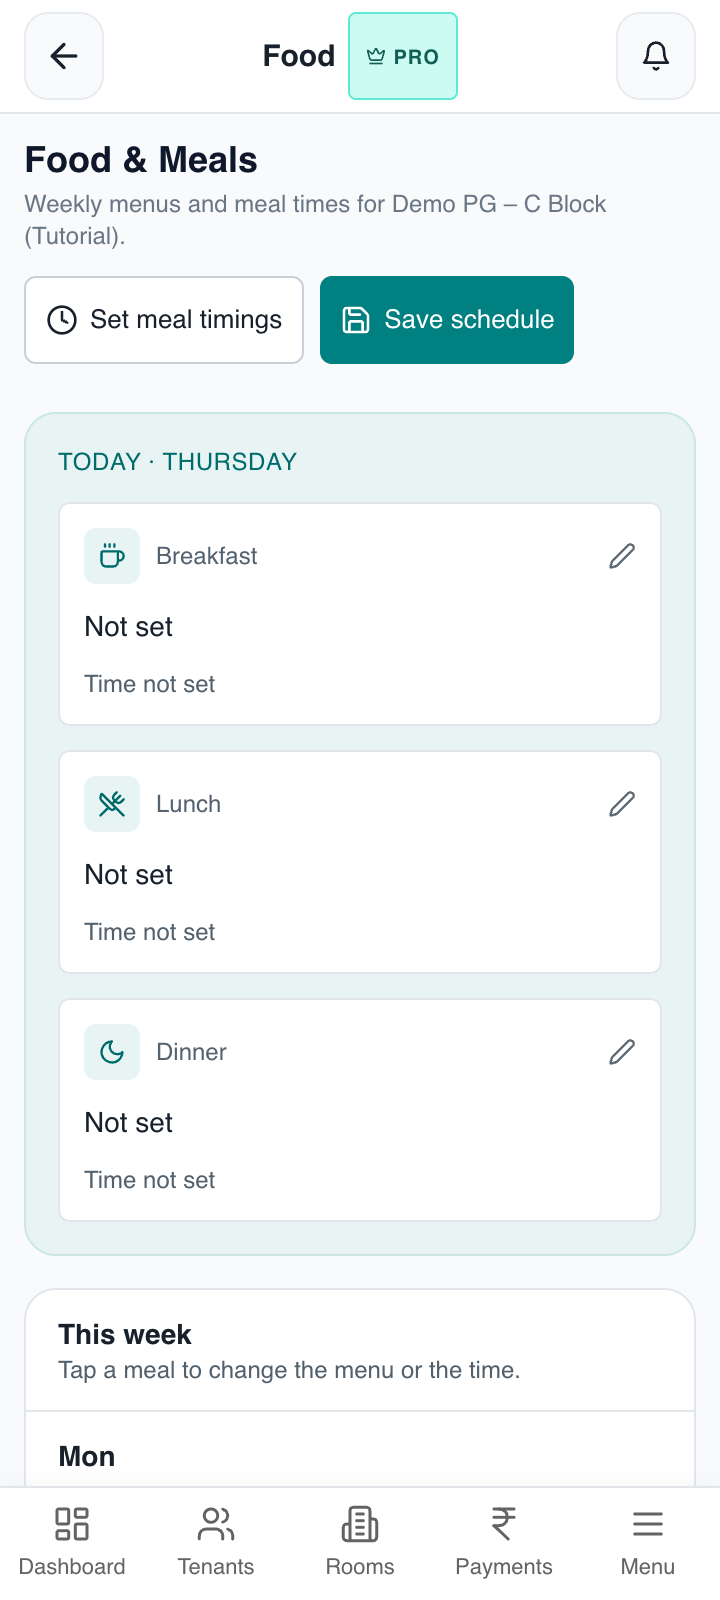 Food PRO
Food & Meals
Weekly menus and meal times for Demo PG – C Block
(Tutorial).
Set meal timings
Save schedule
TODAY · THURSDAY
Breakfast
Not set
Time not set
Lunch
Not set
Time not set
Dinner
Not set
Time not set
This week
Tap a meal to change the menu or the time.
Mon
Dashboard
Tenants
Rooms
Payments
Menu